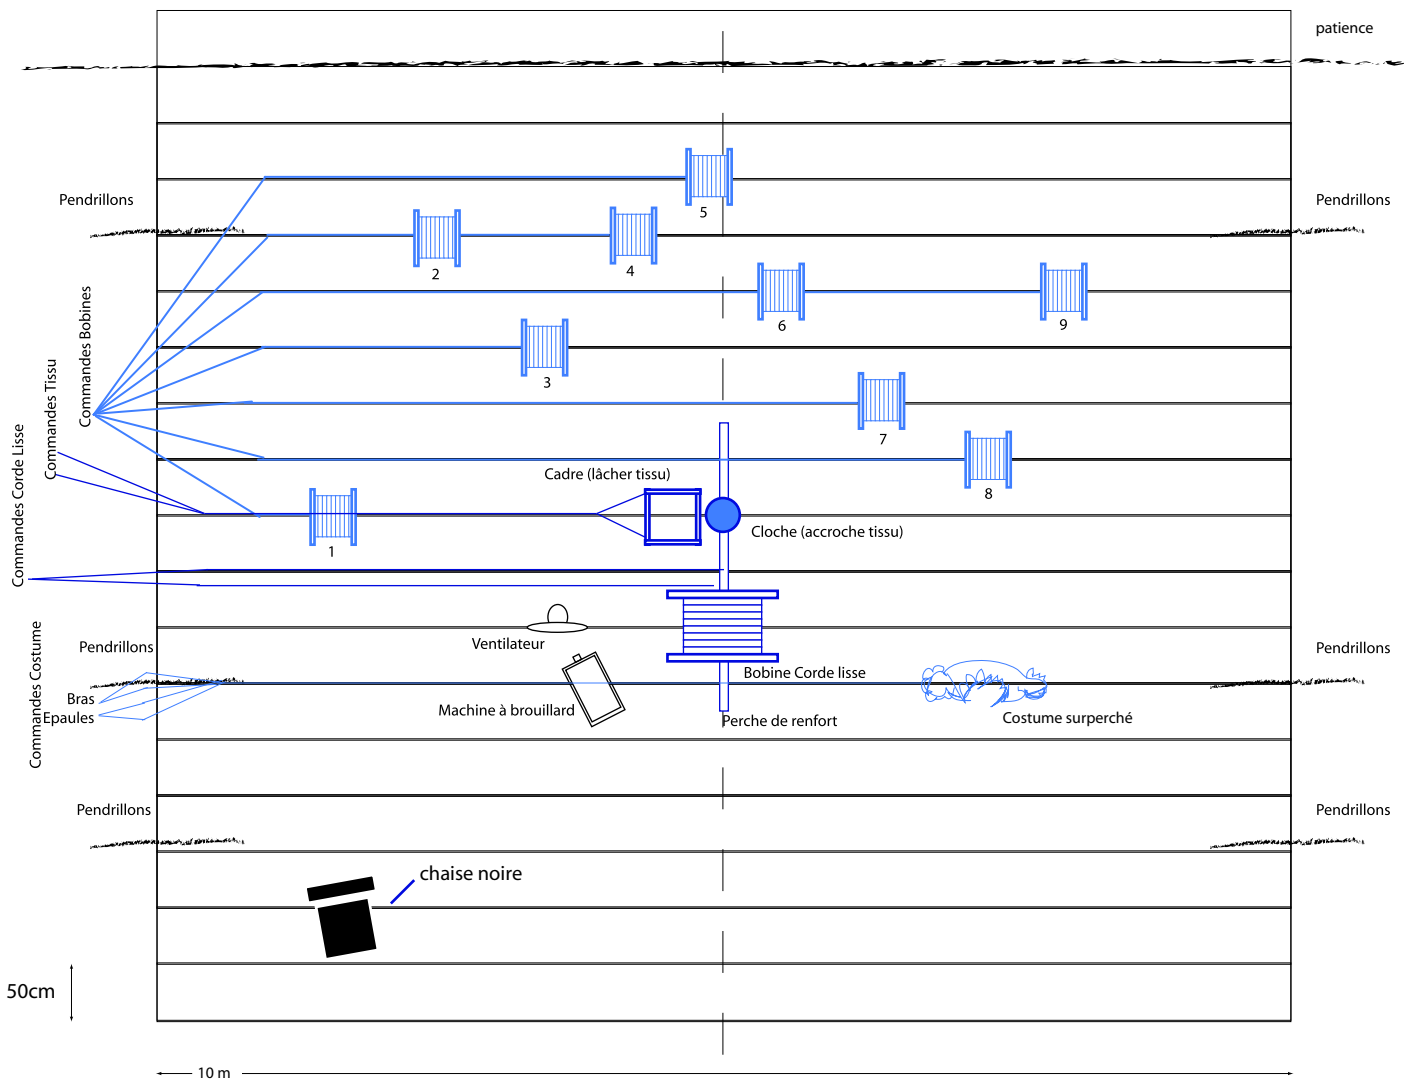 patience
Pendrillons
Pendrillons
5
2
4
6
9
Commandes Bobines
3
Commandes Tissu
7
Commandes Corde Lisse
Cadre (lâcher tissu)
8
Cloche (accroche tissu)
1
Commandes Costume
Pendrillons
Ventilateur
Pendrillons
Bobine Corde lisse
Bras
Epaules
Machine à brouillard
Perche de renfort
Costume surperché
Pendrillons
Pendrillons
chaise noire
50cm
10 m